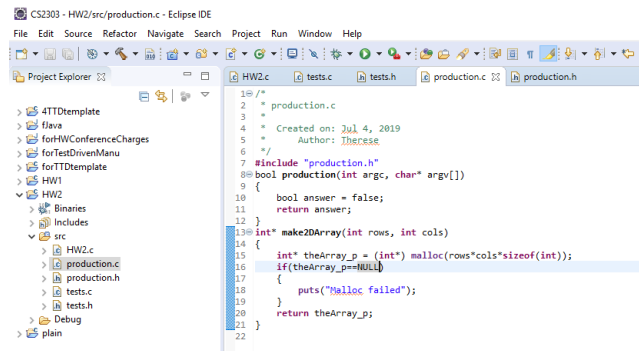 CS2303 - HW2/src/production.c - Eclipse IDE
File Edit Source Refactor Navigate Search Project Run Window Help
Project Explorer
HW2.c tests.c tests.h production.c production.h
4TTDtemplate
fJava
forHWConferenceCharges
forTestDrivenManu
forTTDtemplate
HW1
HW2
Binaries
Includes
src
HW2.c
production.c
production.h
tests.c
tests.h
Debug
plain
1 /*
2 * production.c
3 *
4 * Created on: Jul 4, 2019
5 * Author: Therese
6 */
7 #include "production.h"
8 bool production(int argc, char* argv[])
9 {
10 bool answer = false;
11 return answer;
12 }
13 int* make2DArray(int rows, int cols)
14 {
15 int* theArray_p = (int*) malloc(rows*cols*sizeof(int));
16 if(theArray_p==NULL)
17 {
18 puts("Malloc failed");
19 }
20 return theArray_p;
21 }
22